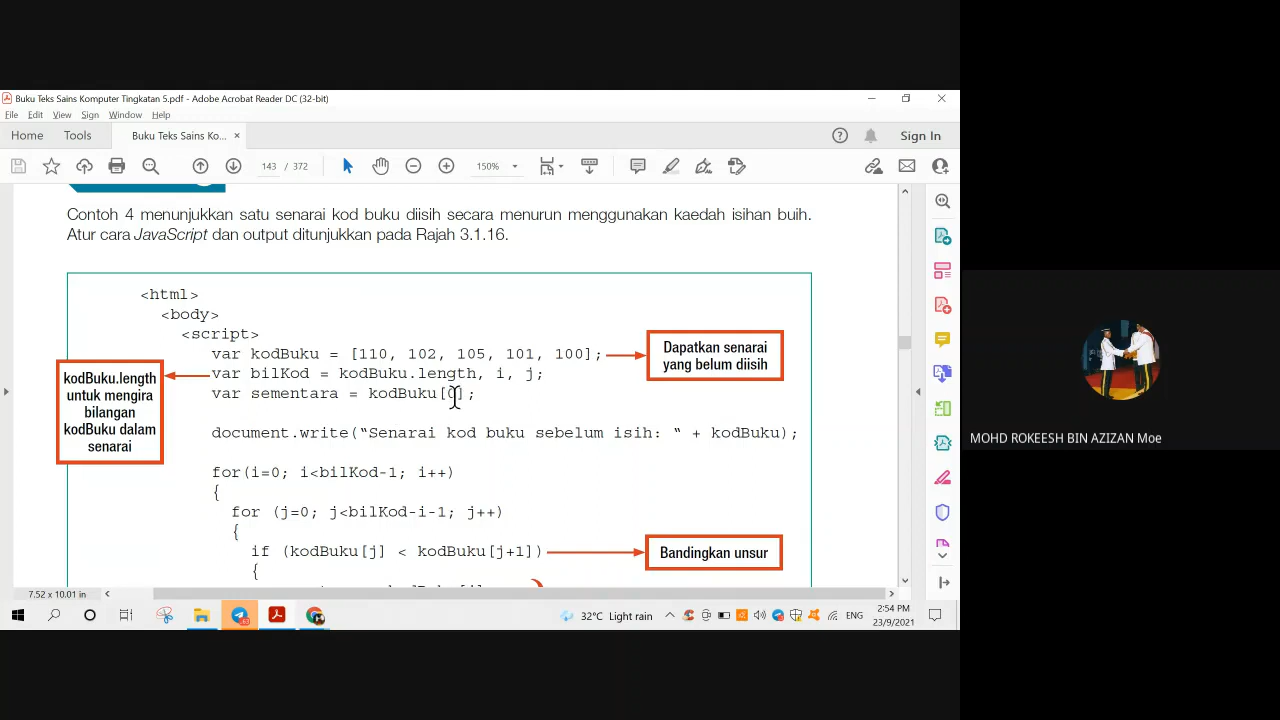 Buku Teks Sains Komputer Tingkatan 5.pdf - Adobe Acrobat Reader DC (32-bit)
File Edit View Sign Window Help
Home Tools Buku Teks Sains Ko... × Sign In
143 / 372 150%
Contoh 4 menunjukkan satu senarai kod buku diisih secara menurun menggunakan kaedah isihan buih.
Atur cara JavaScript dan output ditunjukkan pada Rajah 3.1.16.
<html>
<body>
<script>
var kodBuku = [110, 102, 105, 101, 100];
var bilKod = kodBuku.length, i, j;
var sementara = kodBuku[0];
document.write(“Senarai kod buku sebelum isih: “ + kodBuku);
for(i=0; i<bilKod-1; i++)
{
for (j=0; j<bilKod-i-1; j++)
{
if (kodBuku[j] < kodBuku[j+1])
{
kodBuku.length
untuk mengira
bilangan
kodBuku dalam
senarai
Dapatkan senarai
yang belum diisih
Bandingkan unsur
7.52 x 10.01 in
32°C Light rain
ENG
2:54 PM
23/9/2021
MOHD ROKEESH BIN AZIZAN Moe